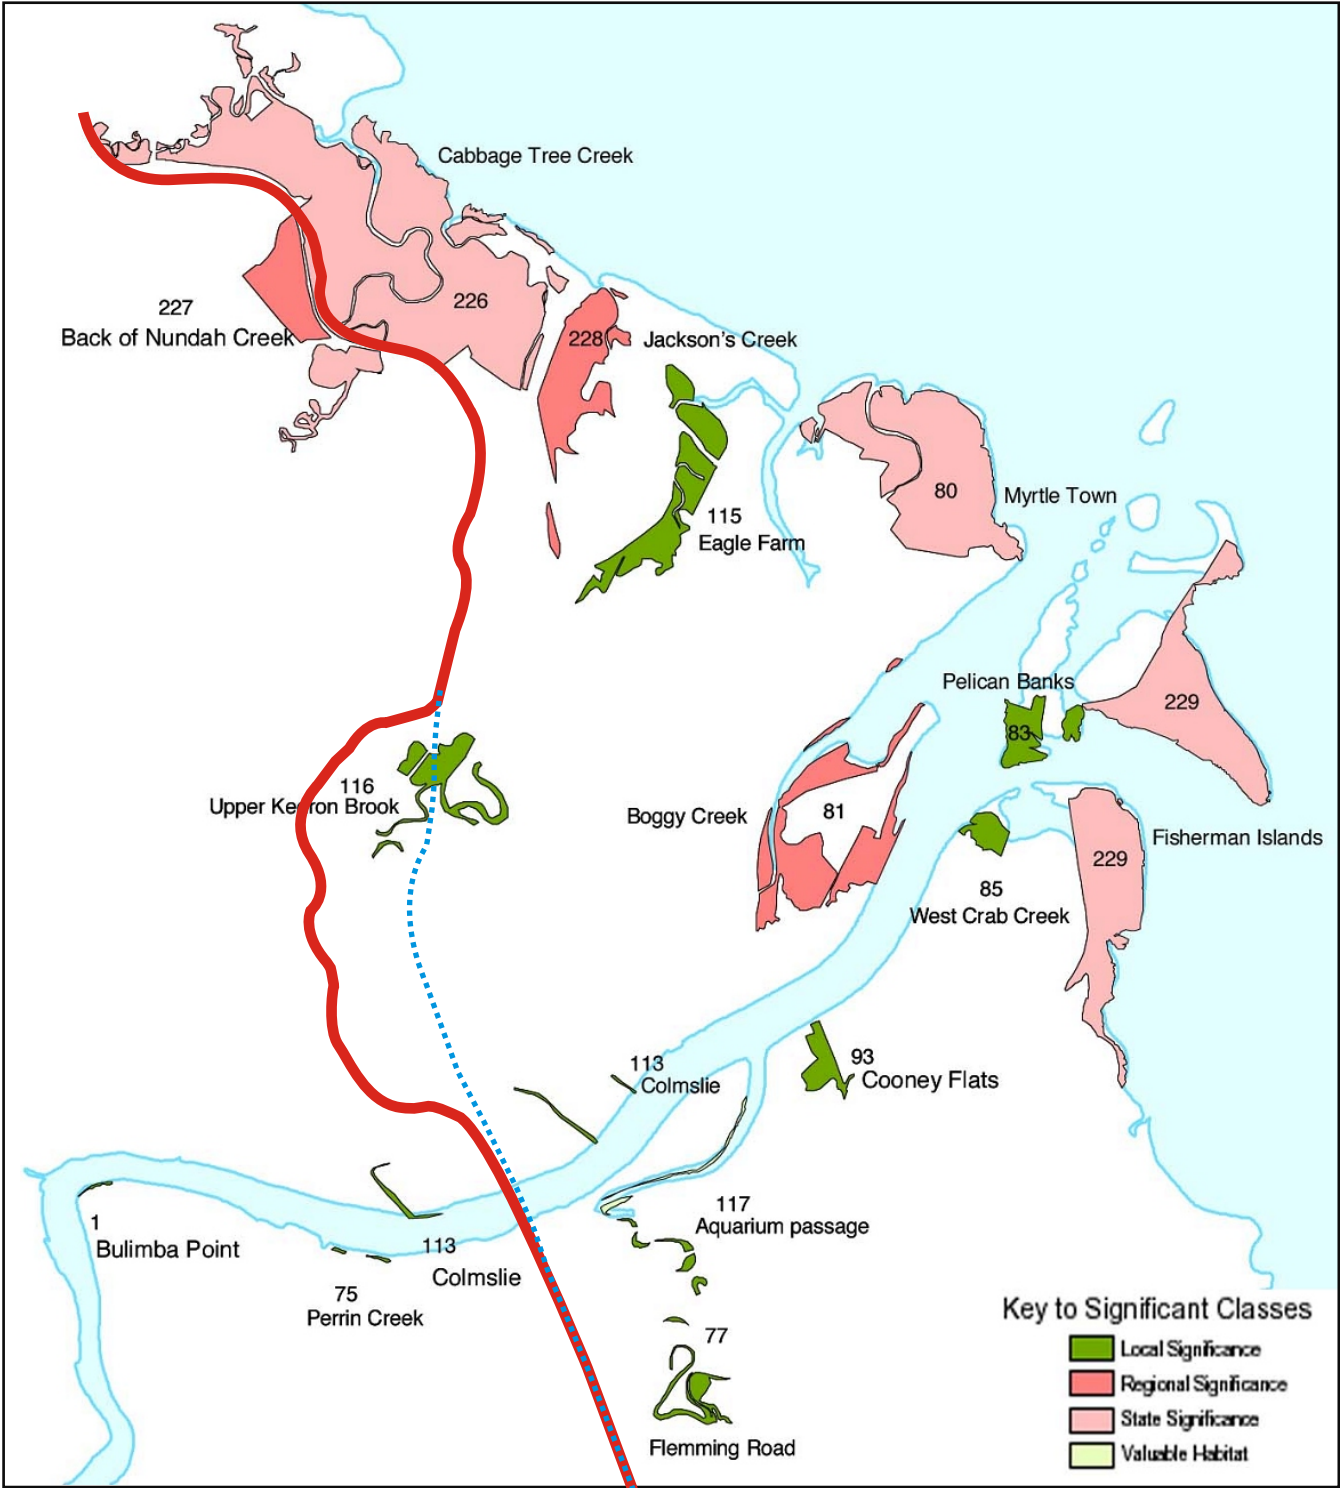 Cabbage Tree Creek
226
227
Back of Nundah Creek
228
Jackson's Creek
80
Myrtle Town
115
Eagle Farm
Pelican Banks
229
83
116
Upper Kedron Brook
Boggy Creek
81
Fisherman Islands
229
85
West Crab Creek
113
Colmslie
93
Cooney Flats
117
Aquarium passage
1
Bulimba Point
113
Colmslie
75
Perrin Creek
77
Flemming Road
Key to Significant Classes
Local Significance
Regional Significance
State Significance
Valuable Habitat